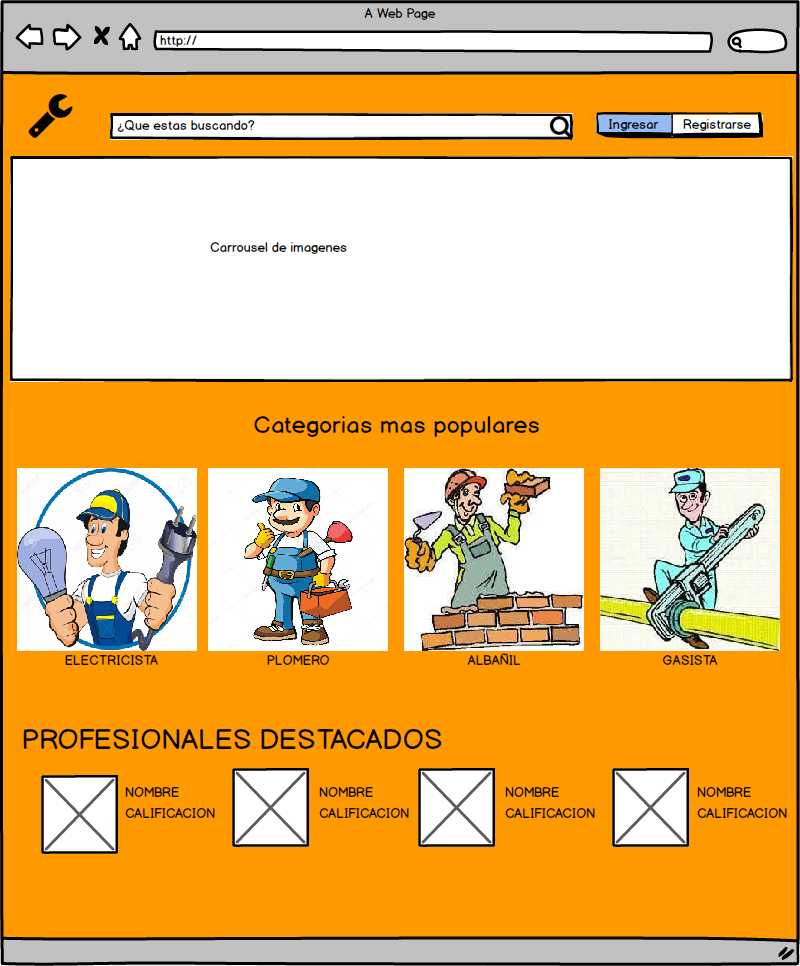 A Web Page
http://
¿Que estas buscando?
Ingresar
Registrarse
Carrousel de imagenes
Categorias mas populares
ELECTRICISTA
PLOMERO
ALBAÑIL
GASISTA
PROFESIONALES DESTACADOS
NOMBRE
CALIFICACION
NOMBRE
CALIFICACION
NOMBRE
CALIFICACION
NOMBRE
CALIFICACION